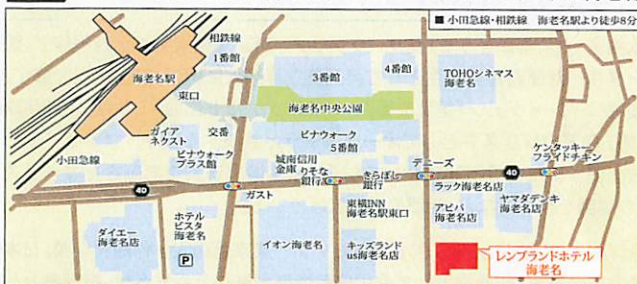 ■ 小田急線・相鉄線 海老名駅より徒歩8分
相鉄線
1番館
海老名駅
東口
3番館
4番館
TOHOシネマズ
海老名
海老名中央公園
ガイア
ネクスト
交番
ビナウォーク
5番館
小田急線
ビナウォーク
プラス館
城南信用
金庫
りそな
銀行
きらぼし
銀行
デニーズ
ケンタッキー
フライドチキン
40
ガスト
40
ラック海老名店
ダイエー
海老名店
ホテル
ビスタ
海老名
P
イオン海老名
東横INN
海老名駅東口
キッズランド
us海老名店
アビバ
海老名店
ヤマダデンキ
海老名店
レンブランドホテル
海老名